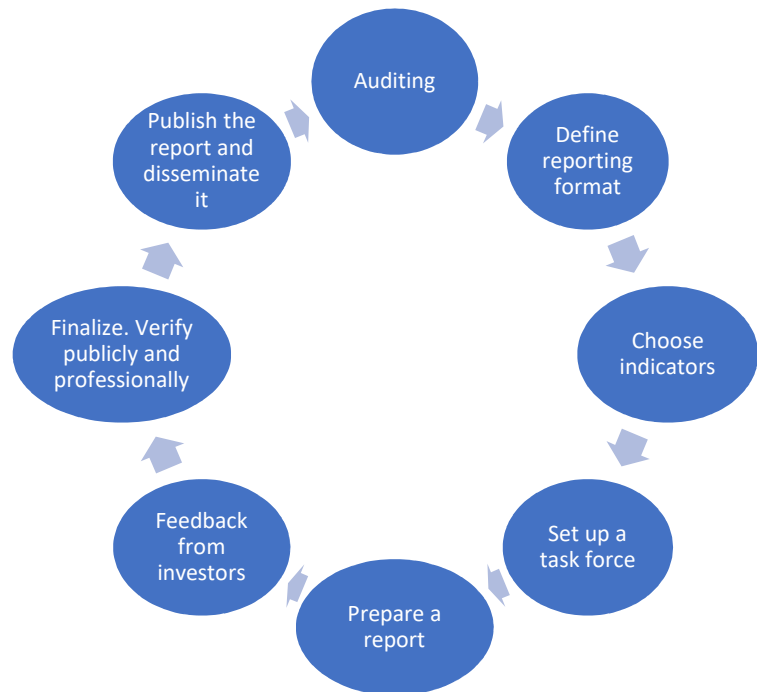 Auditing
Define
reporting
format
Choose
indicators
Set up a
task force
Prepare a
report
Feedback
from
investors
Finalize. Verify
publicly and
professionally
Publish the
report and
disseminate
it